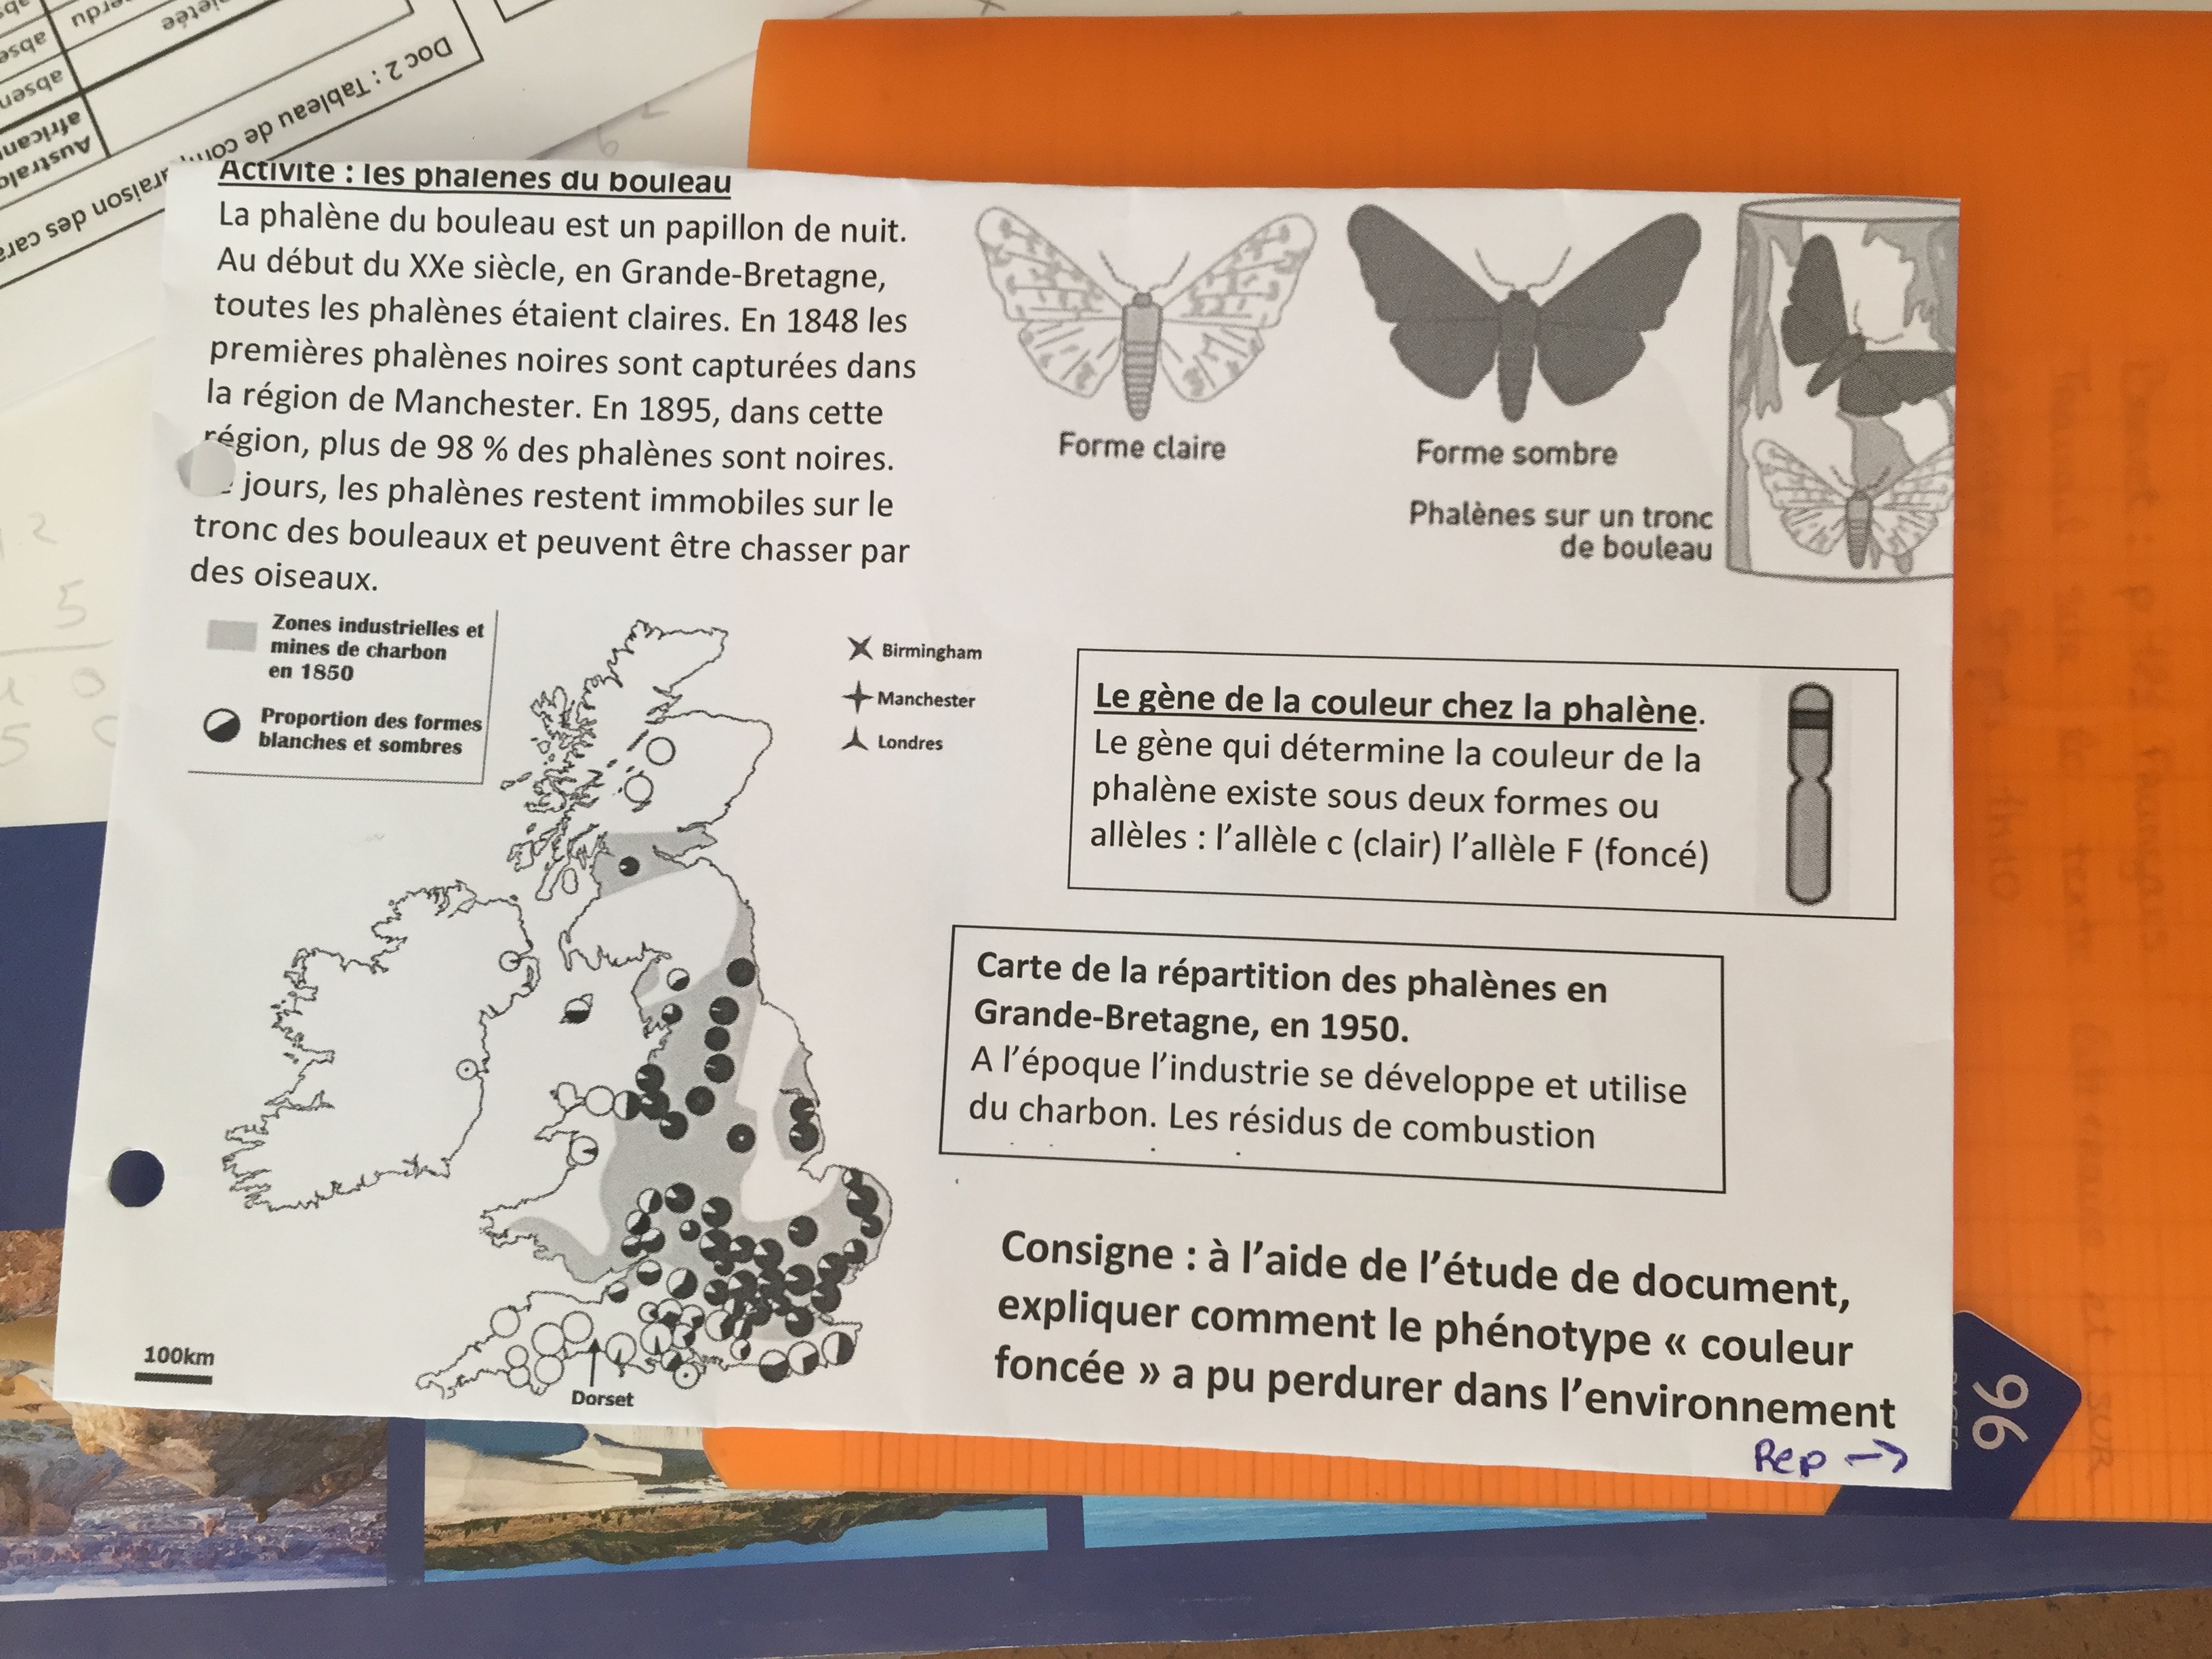 Activité : les phalènes du bouleau
La phalène du bouleau est un papillon de nuit.
Au début du XXe siècle, en Grande-Bretagne,
toutes les phalènes étaient claires. En 1848 les
premières phalènes noires sont capturées dans
la région de Manchester. En 1895, dans cette
région, plus de 98 % des phalènes sont noires.
jours, les phalènes restent immobiles sur le
tronc des bouleaux et peuvent être chasser par
des oiseaux.
Forme claire
Forme sombre
Phalènes sur un tronc
de bouleau
Zones industrielles et
mines de charbon
en 1850
Proportion des formes
blanches et sombres
Birmingham
Manchester
Londres
100km
Dorset
Le gène de la couleur chez la phalène.
Le gène qui détermine la couleur de la
phalène existe sous deux formes ou
allèles : l'allèle c (clair) l'allèle F (foncé)
Carte de la répartition des phalènes en
Grande-Bretagne, en 1950.
A l'époque l'industrie se développe et utilise
du charbon. Les résidus de combustion
Consigne : à l'aide de l'étude de document,
expliquer comment le phénotype « couleur
foncée » a pu perdurer dans l'environnement
Rep →
96
Doc 2 : Tableau de
raison des